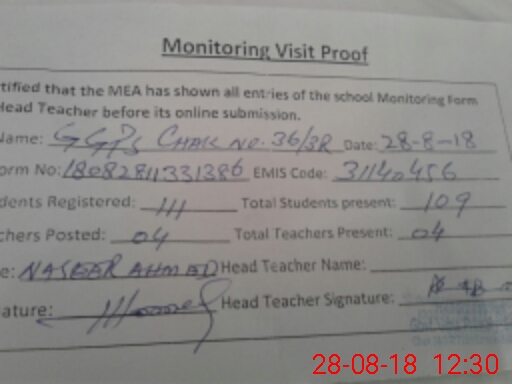 Monitoring Visit Proof
tified that the MEA has shown all entries of the school Monitoring Form
Head Teacher before its online submission.
Name: GGPS CHAK No. 36/3R Date: 28-8-18
orm No: 18082811331386 EMIS Code: 31140456
dents Registered: 111 Total Students present: 109
chers Posted: 04 Total Teachers Present: 04
e: NASEER AHMED Head Teacher Name:
ature: Head Teacher Signature:
28-08-18 12:30